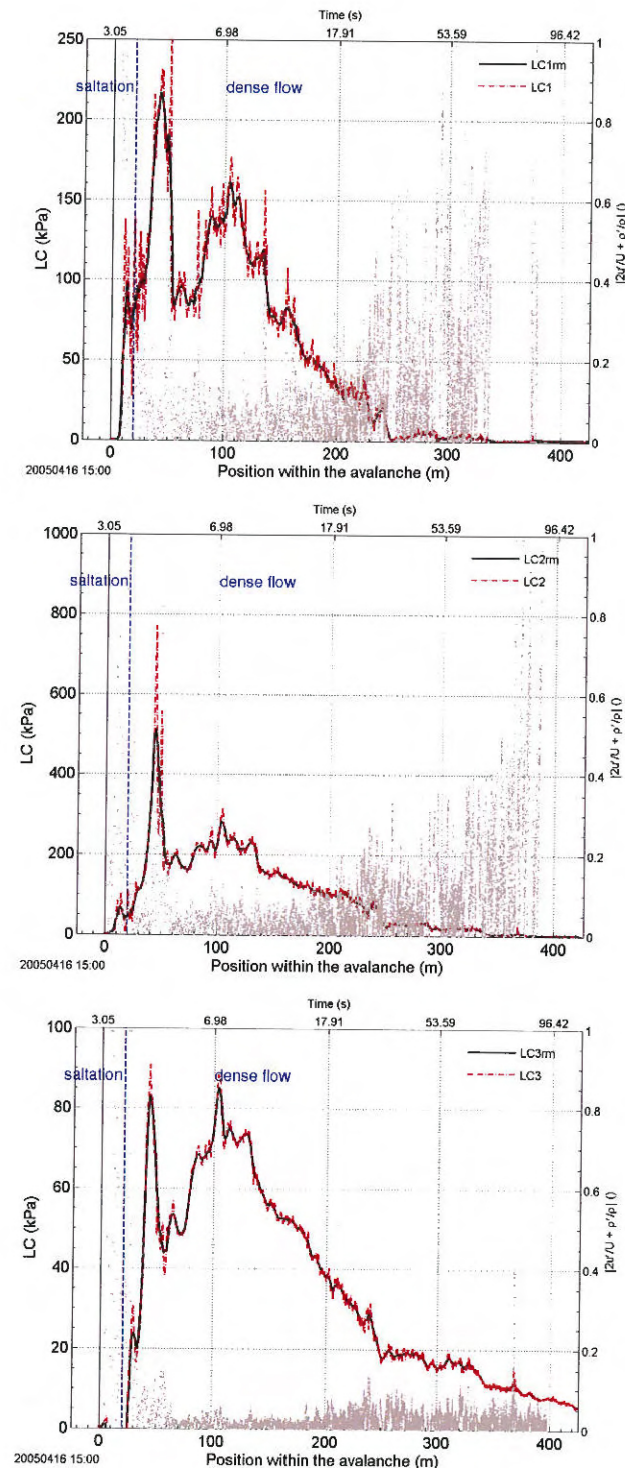 Time (s)
3.05 6.98 17.91 53.59 96.42
250 1
saltation dense flow LC1rm
LC1
200 0.8
150 0.6
LC (kPa) |2u'/U + ρ'/ρ| ()
100 0.4
50 0.2
0 0
0 100 200 300 400
20050416 15:00 Position within the avalanche (m)
Time (s)
3.05 6.98 17.91 53.59 96.42
1000 1
saltation dense flow LC2rm
LC2
800 0.8
600 0.6
LC (kPa) |2u'/U + ρ'/ρ| ()
400 0.4
200 0.2
0 0
0 100 200 300 400
20050416 15:00 Position within the avalanche (m)
Time (s)
3.05 6.98 17.91 53.59 96.42
100 1
saltation dense flow LC3rm
LC3
80 0.8
60 0.6
LC (kPa) |2u'/U + ρ'/ρ| ()
40 0.4
20 0.2
0 0
0 100 200 300 400
20050416 15:00 Position within the avalanche (m)